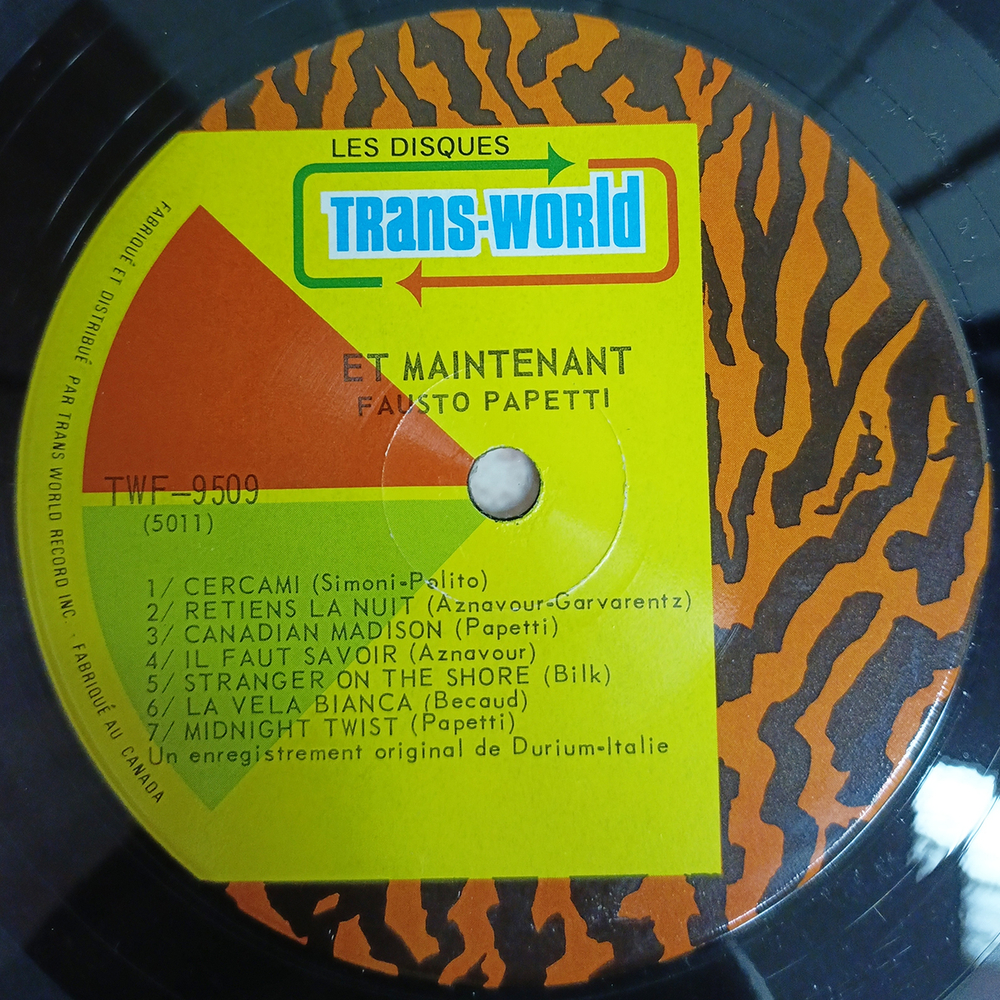 LES DISQUES
TRans-WORld
ET MAINTENANT
FAUSTO PAPETTI
TWF-9509
(5011)
1/ CERCAMI (Simoni-Polito)
2/ RETIENS LA NUIT (Aznavour-Garvarentz)
3/ CANADIAN MADISON (Papetti)
4/ IL FAUT SAVOIR (Aznavour)
5/ STRANGER ON THE SHORE (Bilk)
6/ LA VELA BIANCA (Becaud)
7/ MIDNIGHT TWIST (Papetti)
Un enregistrement original de Durium-Italie
FABRIQUÉ ET DISTRIBUÉ PAR TRANS WORLD RECORD INC. · FABRIQUÉ AU CANADA